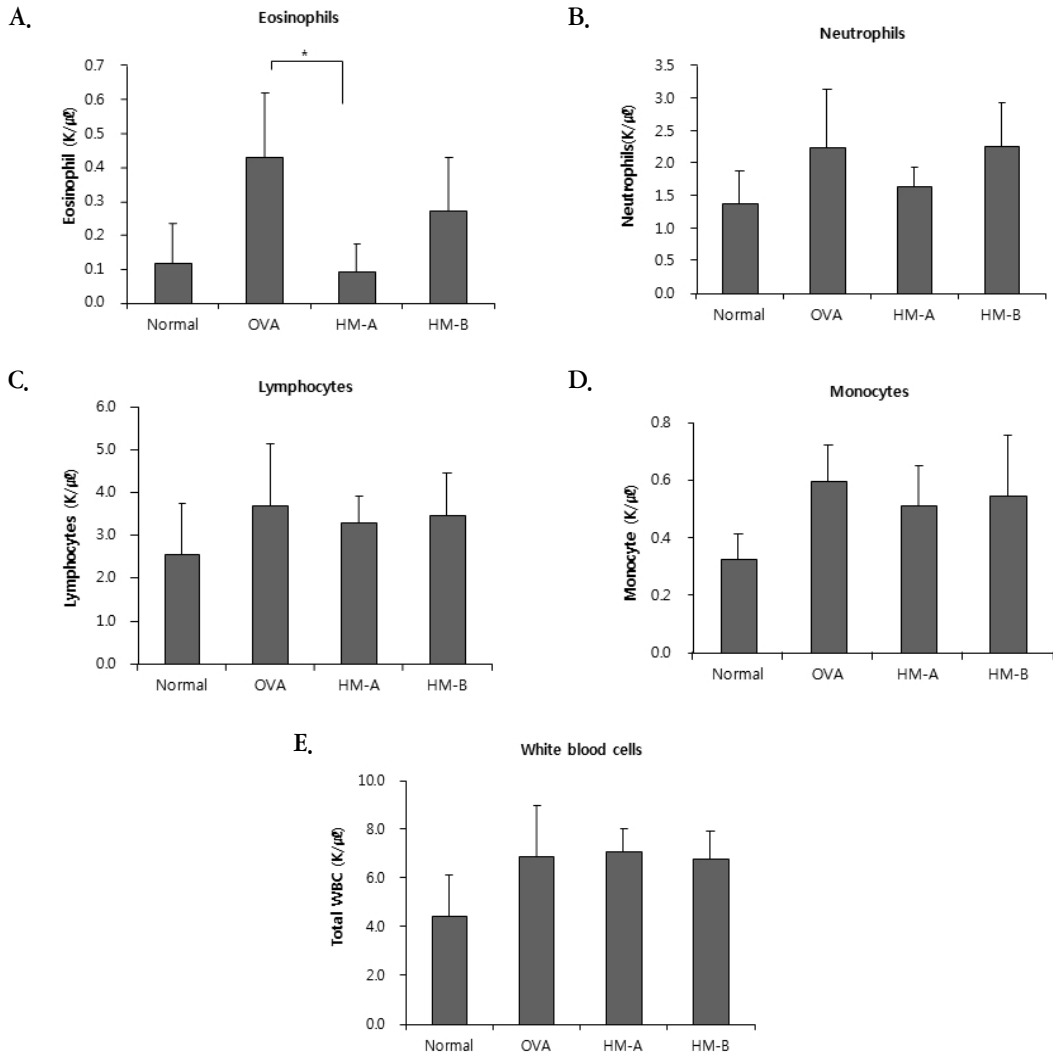 A.
Eosinophils
*
Eosinophil (K/㎕)
0.7
0.6
0.5
0.4
0.3
0.2
0.1
0.0
Normal OVA HM-A HM-B
B.
Neutrophils
Neutrophils(K/㎕)
3.5
3.0
2.5
2.0
1.5
1.0
0.5
0.0
Normal OVA HM-A HM-B
C.
Lymphocytes
Lymphocytes (K/㎕)
6.0
5.0
4.0
3.0
2.0
1.0
0.0
Normal OVA HM-A HM-B
D.
Monocytes
Monocyte (K/㎕)
0.8
0.6
0.4
0.2
0.0
Normal OVA HM-A HM-B
E.
White blood cells
Total WBC (K/㎕)
10.0
8.0
6.0
4.0
2.0
0.0
Normal OVA HM-A HM-B